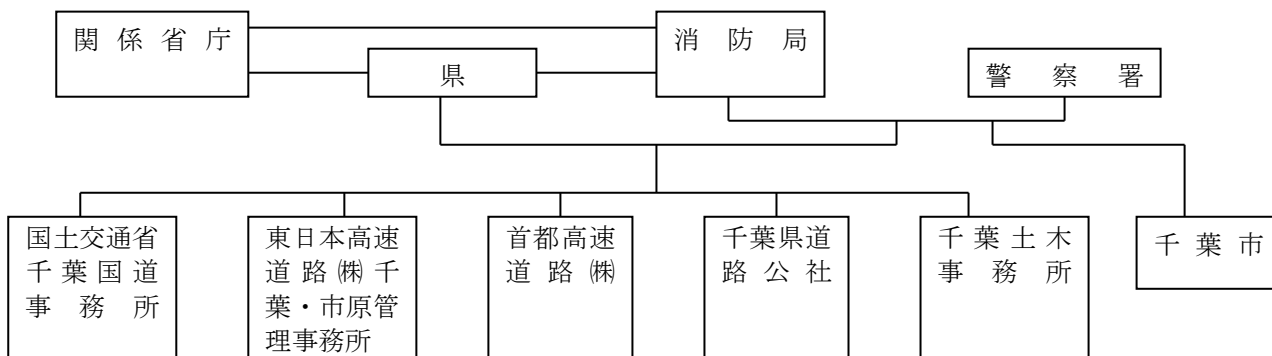 関係省庁
消防局
県
警察署
国土交通省
千葉国道
事務所
東日本高速
道路㈱千
葉・市原管
理事務所
首都高速
道路㈱
千葉県道
路公社
千葉土木
事務所
千葉市